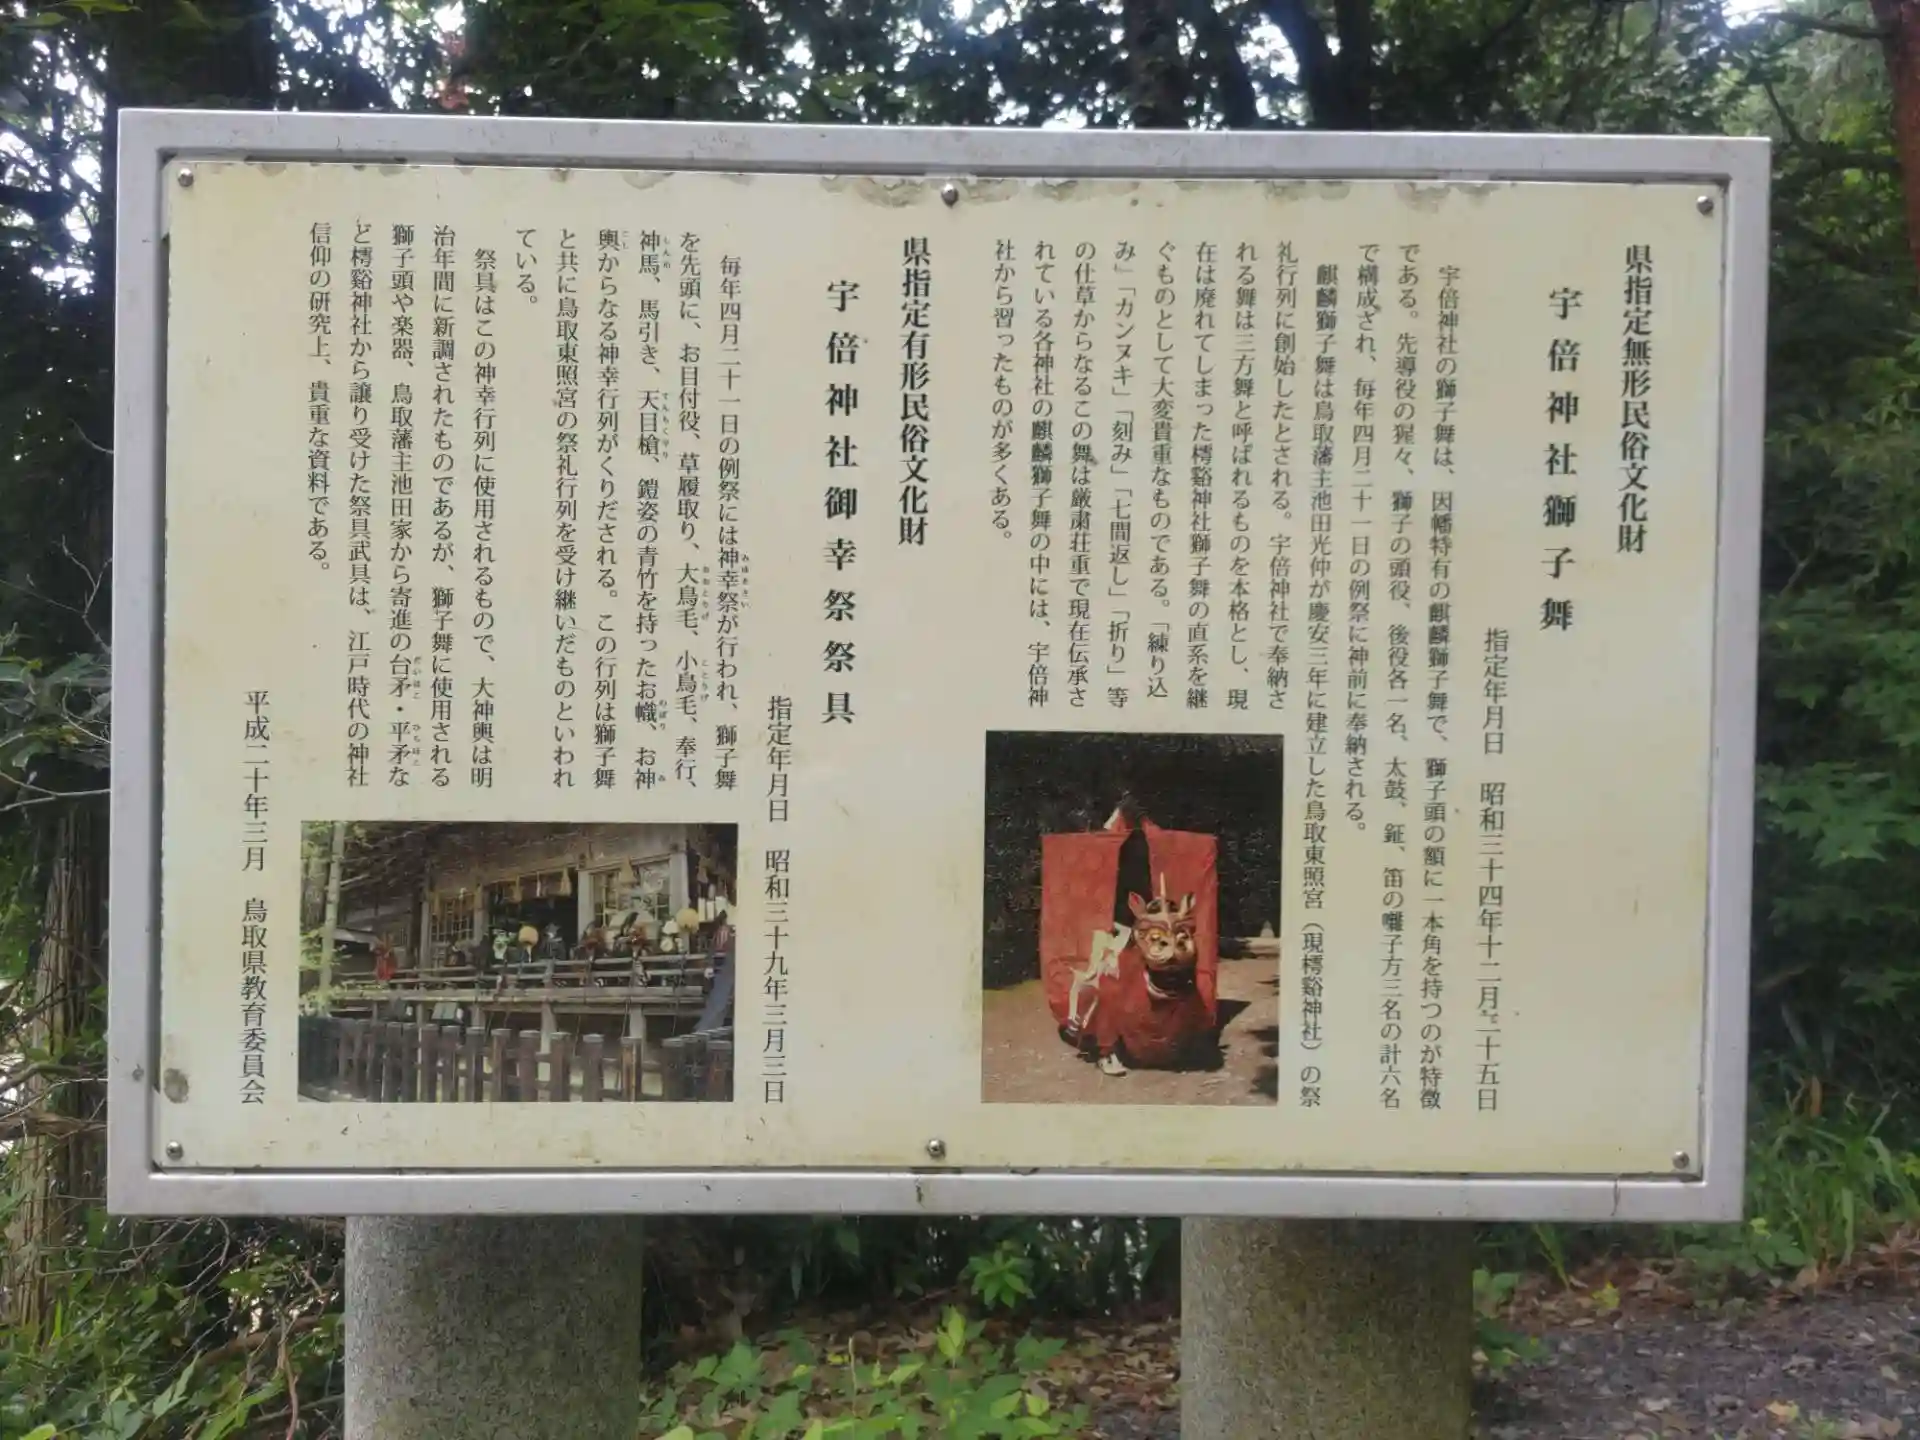 県指定無形民俗文化財
宇倍神社獅子舞
指定年月日　昭和三十四年十二月二十五日
宇倍神社の獅子舞は、因幡特有の麒麟獅子舞で、獅子頭の額に一本角を持つのが特徴
である。先導役の猩々、獅子の頭役、後役各一名、太鼓、鉦、笛の囃子方三名の計六名
で構成され、毎年四月二十一日の例祭に神前に奉納される。
麒麟獅子舞は鳥取藩主池田光仲が慶安三年に建立した鳥取東照宮（現樗谿神社）の祭
礼行列に創始したとされる。宇倍神社で奉納さ
れる舞は三方舞と呼ばれるものを本格とし、現
在は廃れてしまった樗谿神社獅子舞の直系を継
ぐものとして大変貴重なものである。「練り込
み」「カンヌキ」「刻み」「七間返し」「折り」等
の仕草からなるこの舞は厳粛荘重で現在伝承さ
れている各神社の麒麟獅子舞の中には、宇倍神
社から習ったものが多くある。
県指定有形民俗文化財
宇倍神社御幸祭祭具
指定年月日　昭和三十九年三月三日
毎年四月二十一日の例祭には神幸祭が行われ、獅子舞
を先頭に、お目付役、草履取り、大鳥毛、小鳥毛、奉行、
神馬、馬引き、天目槍、鎧姿の青竹を持ったお幟、お神
輿からなる神幸行列がくりだされる。この行列は獅子舞
と共に鳥取東照宮の祭礼行列を受け継いだものといわれ
ている。
祭具はこの神幸行列に使用されるもので、大神輿は明
治年間に新調されたものであるが、獅子舞に使用される
獅子頭や楽器、鳥取藩主池田家から寄進の台矛・平矛な
ど樗谿神社から譲り受けた祭具武具は、江戸時代の神社
信仰の研究上、貴重な資料である。
平成二十年三月　鳥取県教育委員会